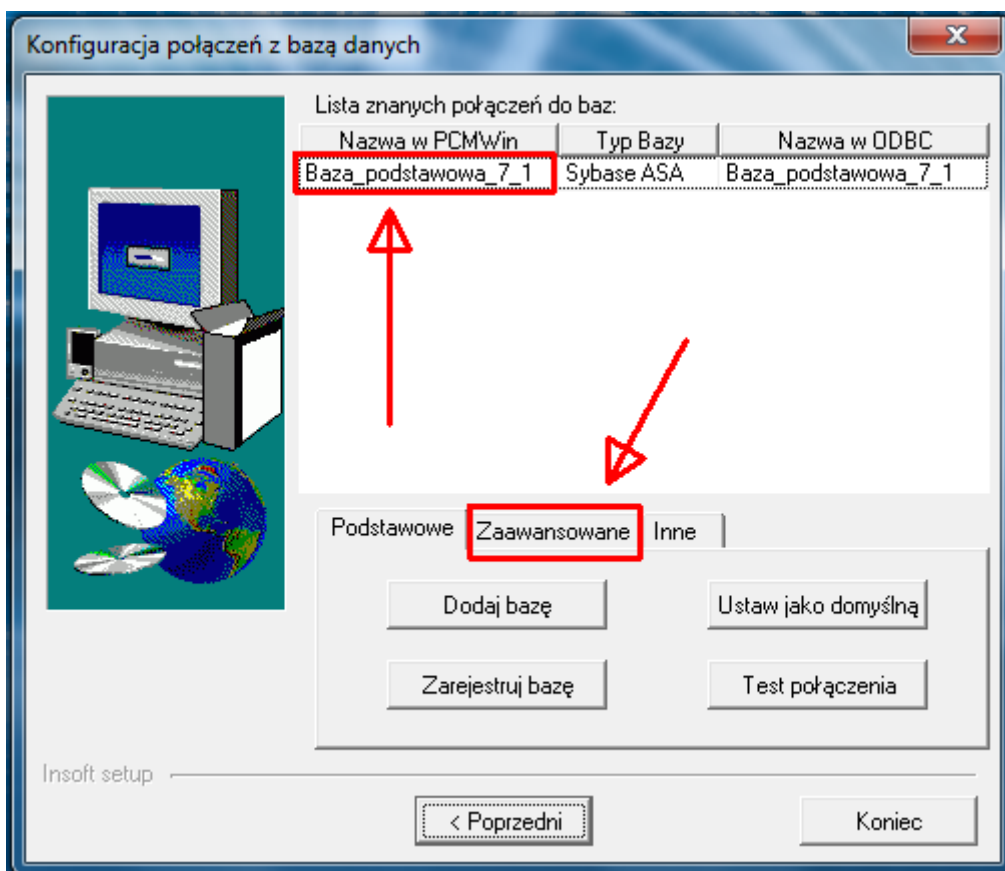 Konfiguracja połączeń z bazą danych
Lista znanych połączeń do baz:
Nazwa w PCMWin Typ Bazy Nazwa w ODBC
Baza_podstawowa_7_1 Sybase ASA Baza_podstawowa_7_1
Podstawowe Zaawansowane Inne
Dodaj bazę Ustaw jako domyślną
Zarejestruj bazę Test połączenia
Insoft setup
< Poprzedni Koniec